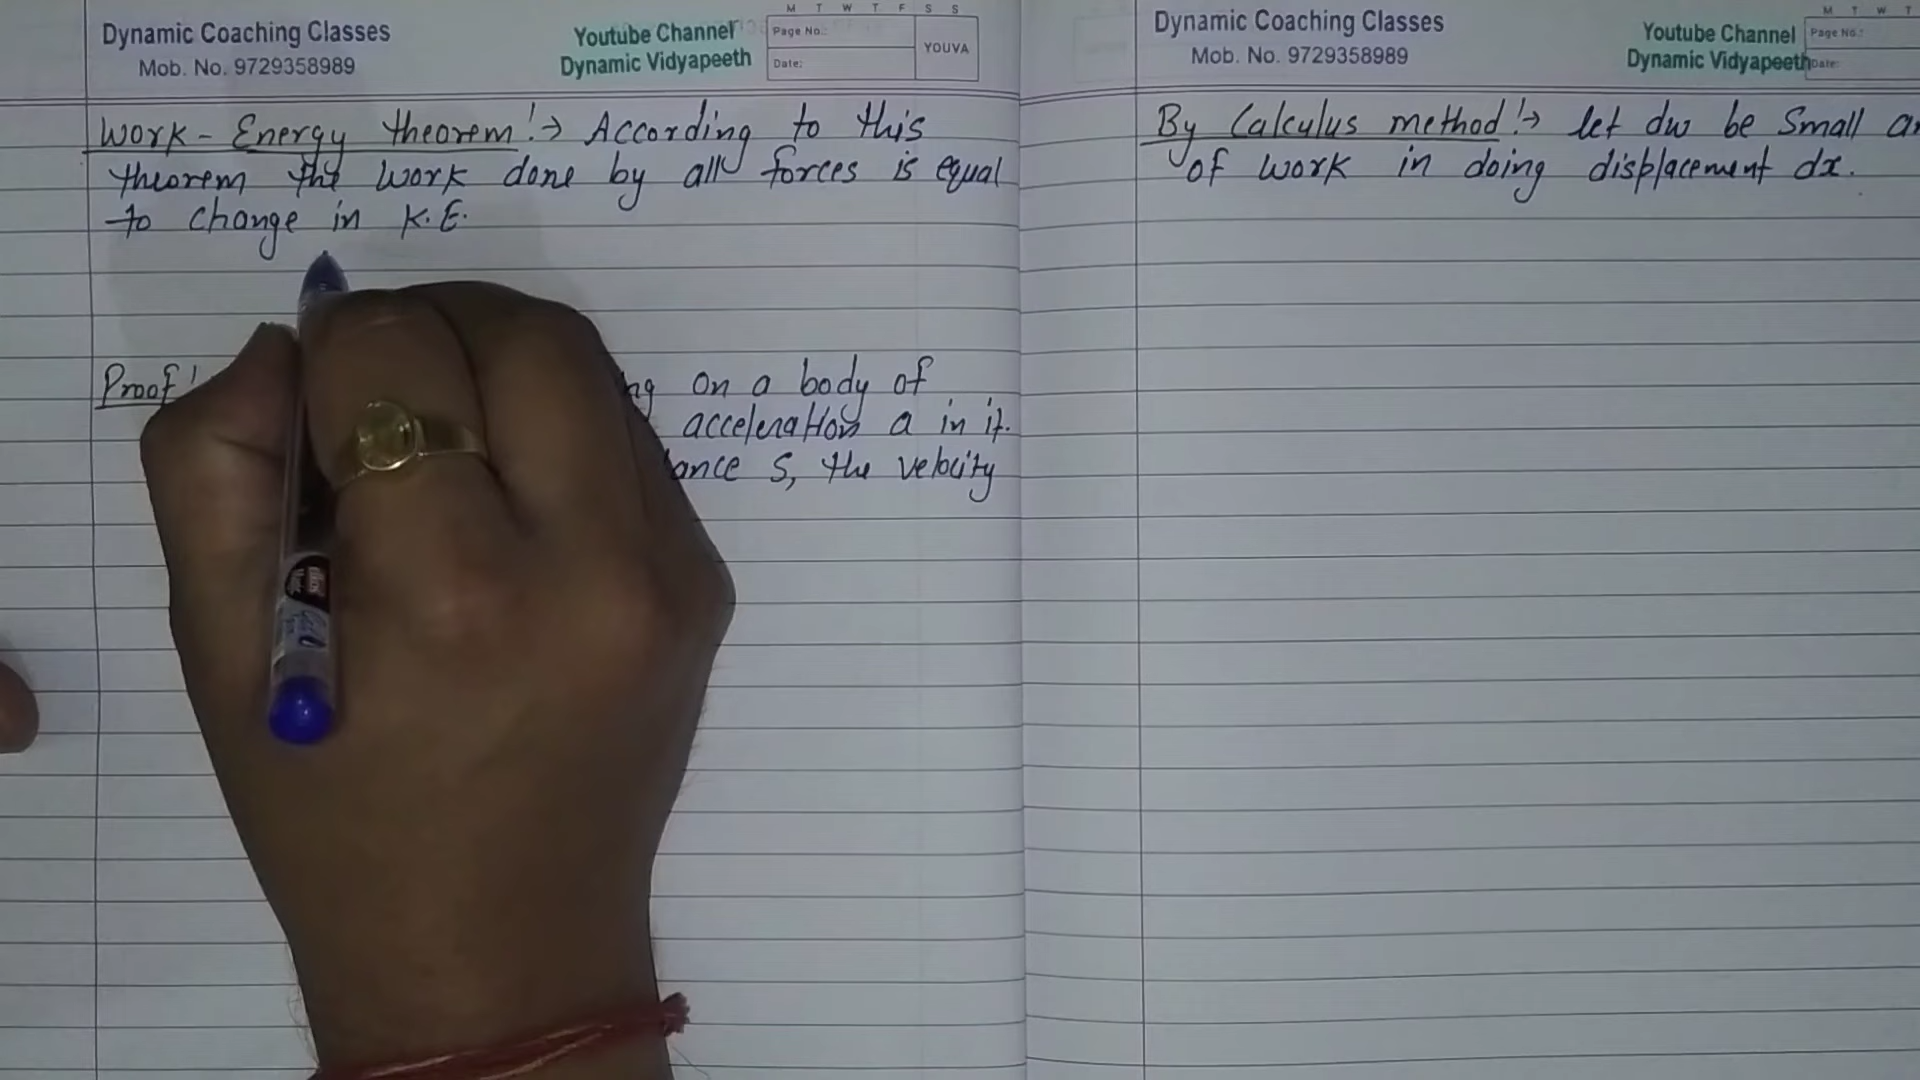 Dynamic Coaching Classes
Mob. No. 9729358989
Youtube Channel
Dynamic Vidyapeeth
M T W T F S S
Page No.:
Date:
YOUVA
Work - Energy theorem :→ According to this
theorem the work done by all forces is equal
to change in K.E.
Proof :
on a body of
acceleration a in it.
S, the velocity
Dynamic Coaching Classes
Mob. No. 9729358989
Youtube Channel
Dynamic Vidyapeeth
M T W T
Page No.:
Date:
By Calculus method :→ let dw be small
of work in doing displacement dx.